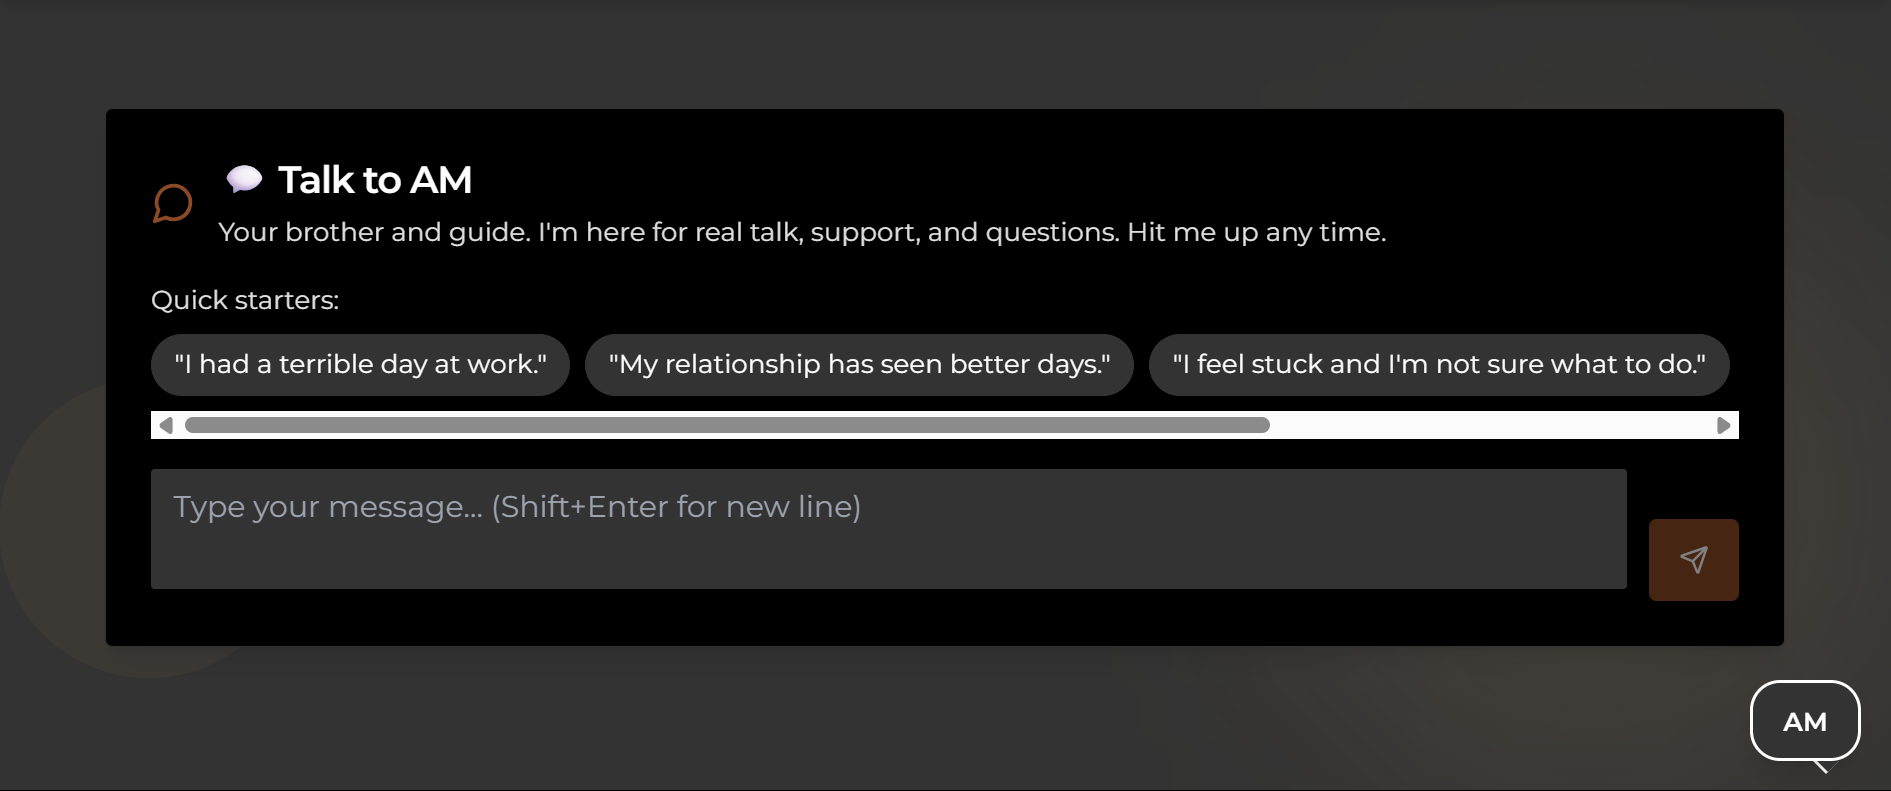 Talk to AM
Your brother and guide. I'm here for real talk, support, and questions. Hit me up any time.
Quick starters:
"I had a terrible day at work." "My relationship has seen better days." "I feel stuck and I'm not sure what to do."
Type your message... (Shift+Enter for new line)
AM